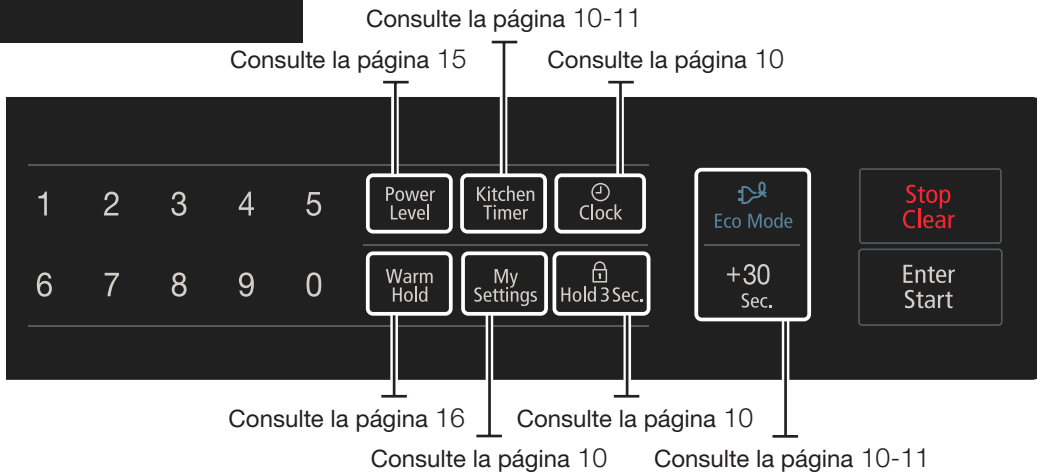 Consulte la página 10-11
Consulte la página 15
Consulte la página 10
1 2 3 4 5
Power
Level
Kitchen
Timer
Clock
Eco Mode
Stop
Clear
6 7 8 9 0
Warm
Hold
My
Settings
Hold 3 Sec.
+30
Sec.
Enter
Start
Consulte la página 16
Consulte la página 10
Consulte la página 10
Consulte la página 10-11